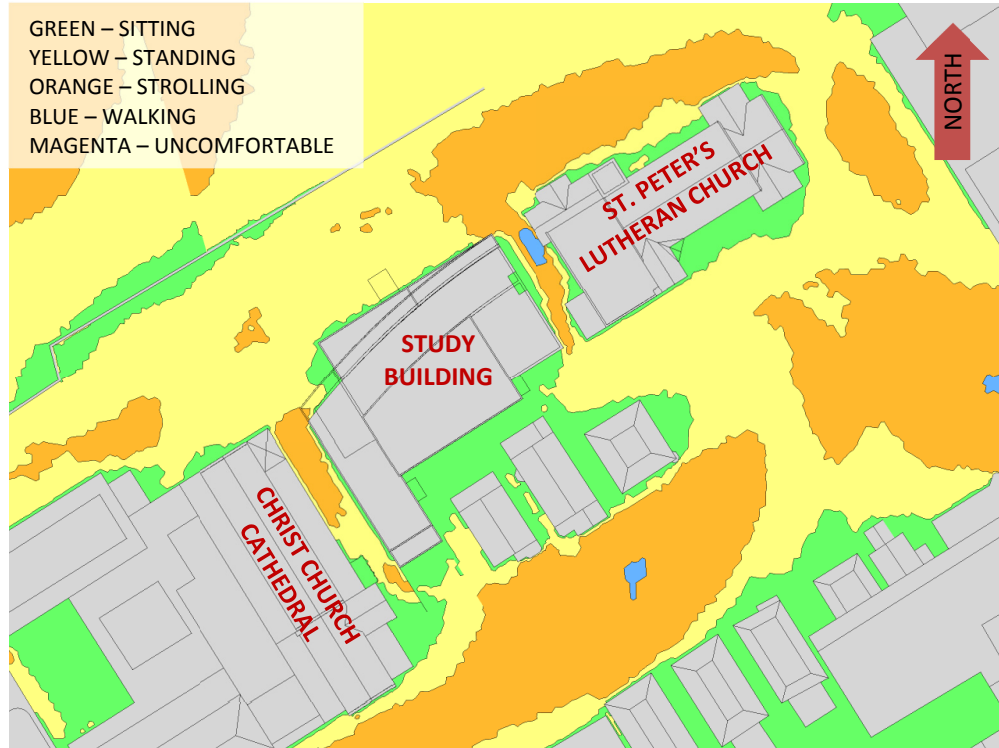 GREEN – SITTING
YELLOW – STANDING
ORANGE – STROLLING
BLUE – WALKING
MAGENTA – UNCOMFORTABLE
NORTH
ST. PETER’S
LUTHERAN CHURCH
STUDY
BUILDING
CHRIST CHURCH
CATHEDRAL